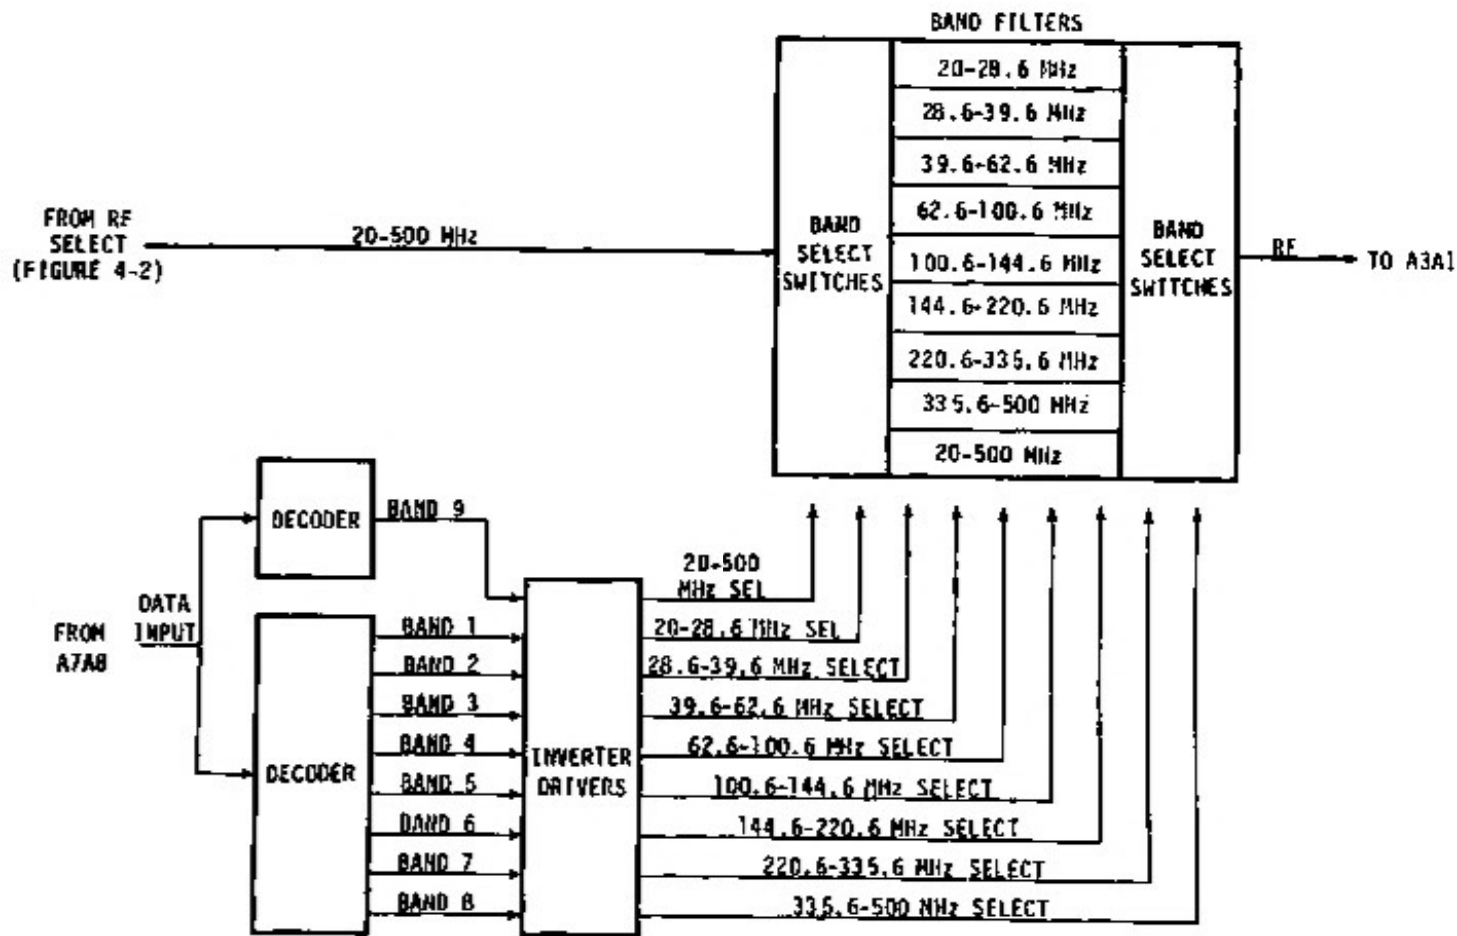 BAND FILTERS
20-28.6 MHz
28.6-39.6 MHz
39.6-62.6 MHz
62.6-100.6 MHz
100.6-144.6 MHz
144.6-220.6 MHz
220.6-335.6 MHz
335.6-500 MHz
20-500 MHz
BAND
SELECT
SWITCHES
BAND
SELECT
SWITCHES
FROM RF
SELECT
(FIGURE 4-2)
20-500 MHz
RF
TO A3A1
DECODER
BAND 9
FROM
A7A8
DATA
INPUT
DECODER
BAND 1
BAND 2
BAND 3
BAND 4
BAND 5
BAND 6
BAND 7
BAND 8
INVERTER
DRIVERS
20-500
MHz SEL
20-28.6 MHz SEL
28.6-39.6 MHz SELECT
39.6-62.6 MHz SELECT
62.6-100.6 MHz SELECT
100.6-144.6 MHz SELECT
144.6-220.6 MHz SELECT
220.6-335.6 MHz SELECT
335.6-500 MHz SELECT